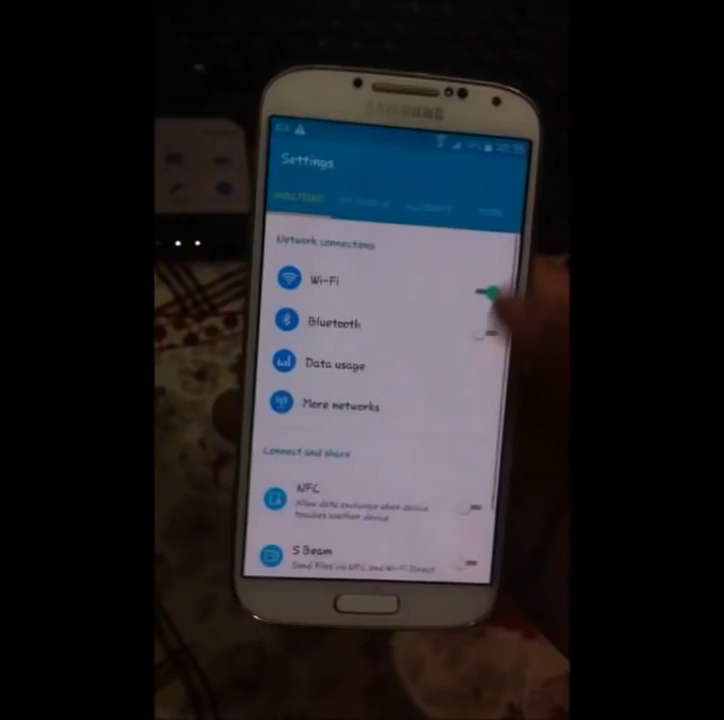 SAMSUNG
Settings
Network connections
Wi-Fi
Bluetooth
Data usage
More networks
Connect and share
NFC
Allow data exchange when device
touches another device
S Beam
Send files via NFC and Wi-Fi Direct